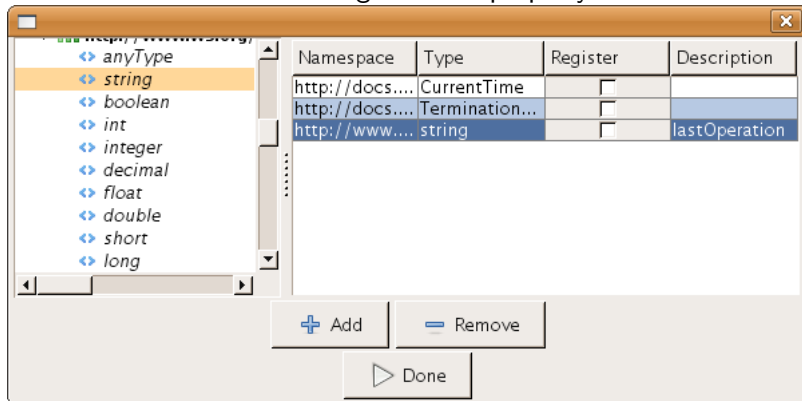 anyType
string
boolean
int
integer
decimal
float
double
short
long
Namespace Type Register Description
http://docs.... CurrentTime
http://docs.... Termination...
http://www.... string lastOperation
Add Remove
Done